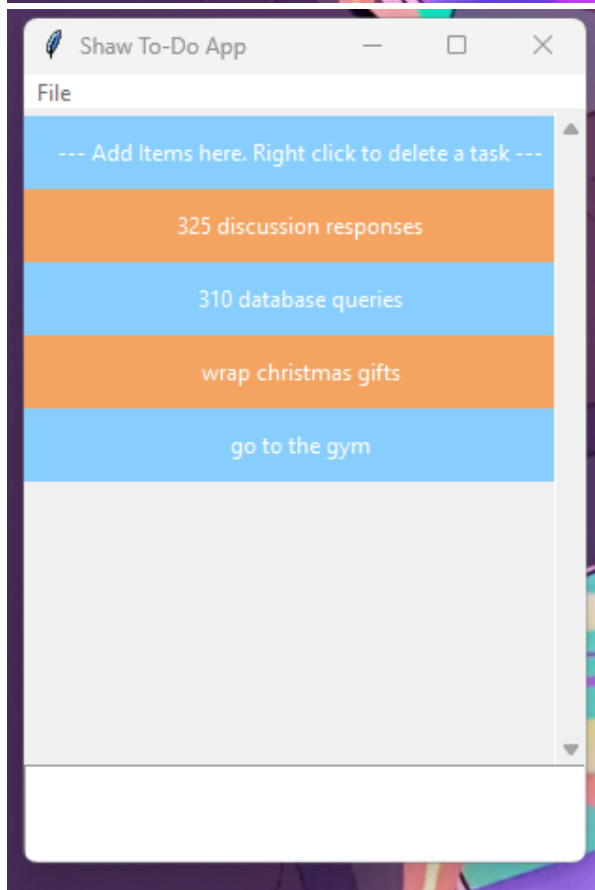 Shaw To-Do App
File
--- Add Items here. Right click to delete a task ---
325 discussion responses
310 database queries
wrap christmas gifts
go to the gym